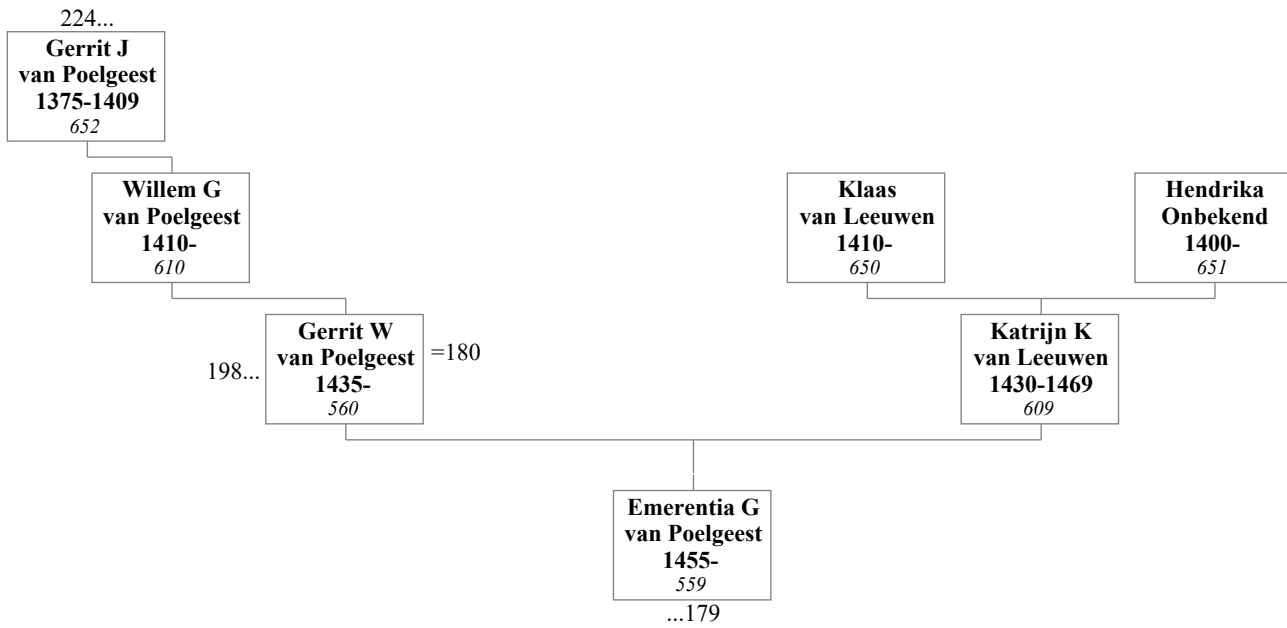 224...
Gerrit J
van Poelgeest
1375-1409
652
Willem G
van Poelgeest
1410-
610
Klaas
van Leeuwen
1410-
650
Hendrika
Onbekend
1400-
651
198...
Gerrit W
van Poelgeest
1435-
560
=180
Katrijn K
van Leeuwen
1430-1469
609
Emerentia G
van Poelgeest
1455-
559
...179